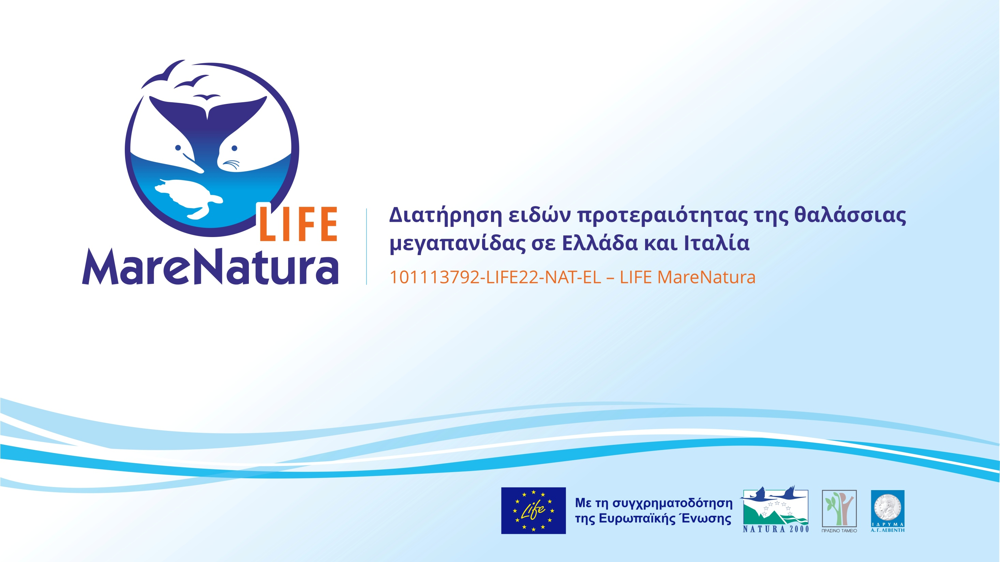 LIFE
MareNatura
Διατήρηση ειδών προτεραιότητας της θαλάσσιας
μεγαπανίδας σε Ελλάδα και Ιταλία
101113792-LIFE22-NAT-EL – LIFE MareNatura
Life
Με τη συγχρηματοδότηση
της Ευρωπαϊκής Ένωσης
NATURA 2000
ΠΡΑΣΙΝΟ ΤΑΜΕΙΟ
ΙΔΡΥΜΑ
Α. Γ. ΛΕΒΕΝΤΗ